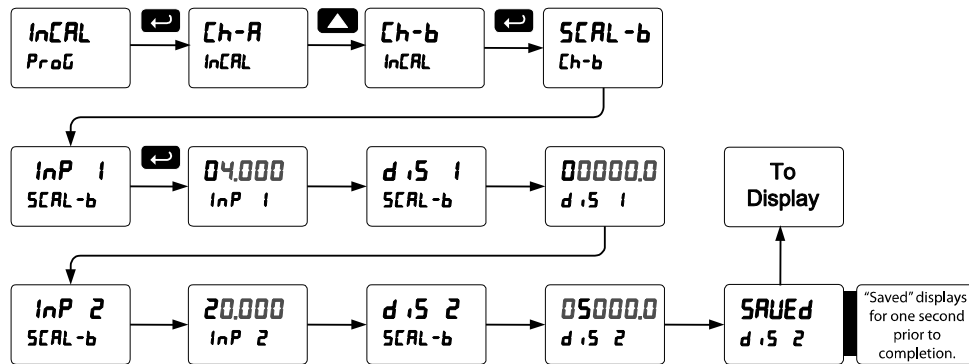 InCAL
ProG
Ch-A
InCAL
Ch-b
InCAL
SCAL-b
Ch-b
InP 1
SCAL-b
04.000
InP 1
diS 1
SCAL-b
00000.0
diS 1
To
Display
InP 2
SCAL-b
20.000
InP 2
diS 2
SCAL-b
05000.0
diS 2
SAVEd
diS 2
“Saved” displays
for one second
prior to
completion.